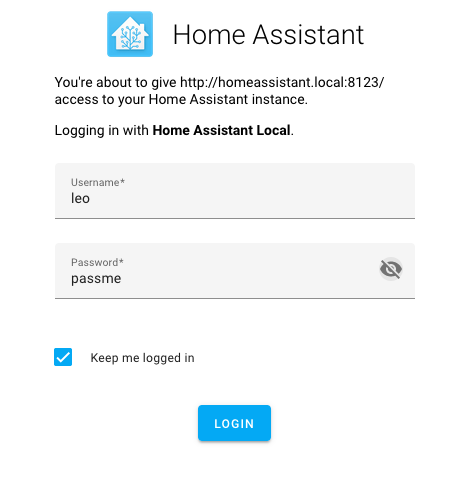 Home Assistant
You're about to give http://homeassistant.local:8123/
access to your Home Assistant instance.
Logging in with Home Assistant Local.
Username*
leo
Password*
passme
Keep me logged in
LOGIN